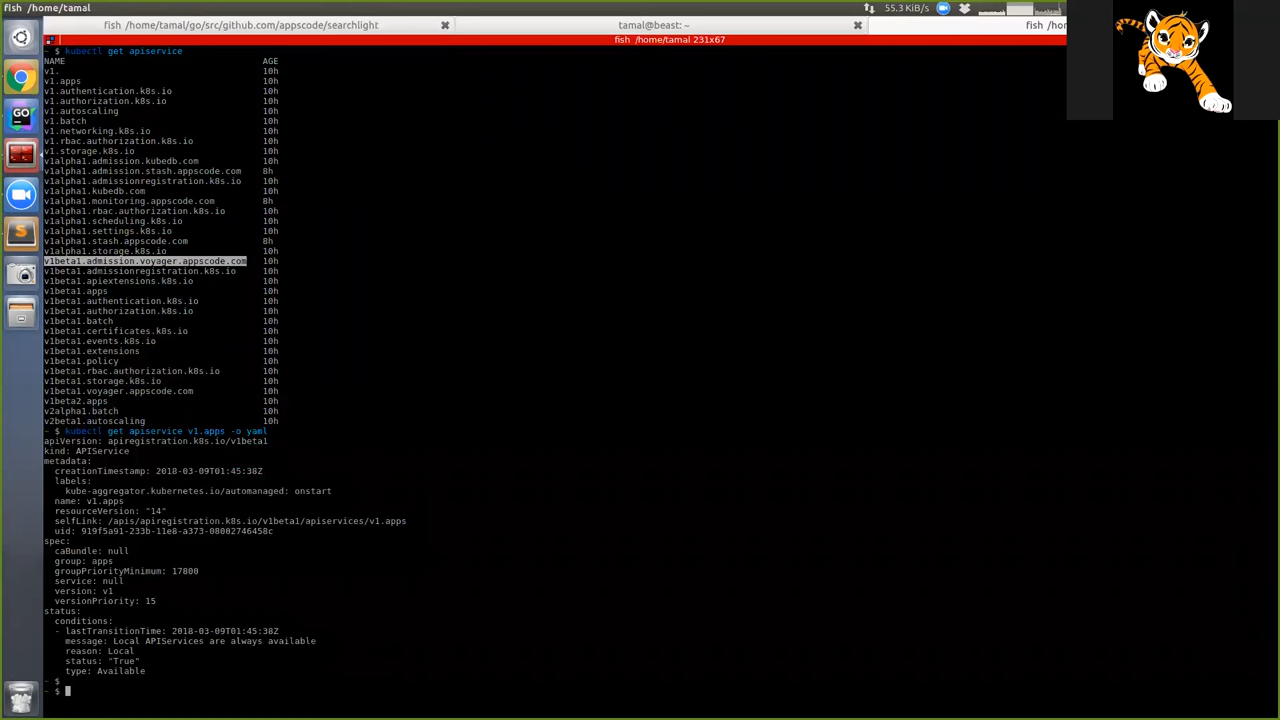 fish /home/tamal
55.3 KiB/s
fish /home/tamal/go/src/github.com/appscode/searchlight
tamal@beast: ~
fish /ho
fish /home/tamal 231x67
~ $ kubectl get apiservice
NAME AGE
v1. 10h
v1.apps 10h
v1.authentication.k8s.io 10h
v1.authorization.k8s.io 10h
v1.autoscaling 10h
v1.batch 10h
v1.networking.k8s.io 10h
v1.rbac.authorization.k8s.io 10h
v1.storage.k8s.io 10h
v1alpha1.admission.kubedb.com 10h
v1alpha1.admission.stash.appscode.com 8h
v1alpha1.admissionregistration.k8s.io 10h
v1alpha1.kubedb.com 10h
v1alpha1.monitoring.appscode.com 8h
v1alpha1.rbac.authorization.k8s.io 10h
v1alpha1.scheduling.k8s.io 10h
v1alpha1.settings.k8s.io 10h
v1alpha1.stash.appscode.com 8h
v1alpha1.storage.k8s.io 10h
v1beta1.admission.voyager.appscode.com 10h
v1beta1.admissionregistration.k8s.io 10h
v1beta1.apiextensions.k8s.io 10h
v1beta1.apps 10h
v1beta1.authentication.k8s.io 10h
v1beta1.authorization.k8s.io 10h
v1beta1.batch 10h
v1beta1.certificates.k8s.io 10h
v1beta1.events.k8s.io 10h
v1beta1.extensions 10h
v1beta1.policy 10h
v1beta1.rbac.authorization.k8s.io 10h
v1beta1.storage.k8s.io 10h
v1beta1.voyager.appscode.com 10h
v1beta2.apps 10h
v2alpha1.batch 10h
v2beta1.autoscaling 10h
~ $ kubectl get apiservice v1.apps -o yaml
apiVersion: apiregistration.k8s.io/v1beta1
kind: APIService
metadata:
creationTimestamp: 2018-03-09T01:45:38Z
labels:
kube-aggregator.kubernetes.io/automanaged: onstart
name: v1.apps
resourceVersion: "14"
selfLink: /apis/apiregistration.k8s.io/v1beta1/apiservices/v1.apps
uid: 919f5a91-233b-11e8-a373-08002746458c
spec:
caBundle: null
group: apps
groupPriorityMinimum: 17800
service: null
version: v1
versionPriority: 15
status:
conditions:
- lastTransitionTime: 2018-03-09T01:45:38Z
message: Local APIServices are always available
reason: Local
status: "True"
type: Available
~ $
~ $
GO
S